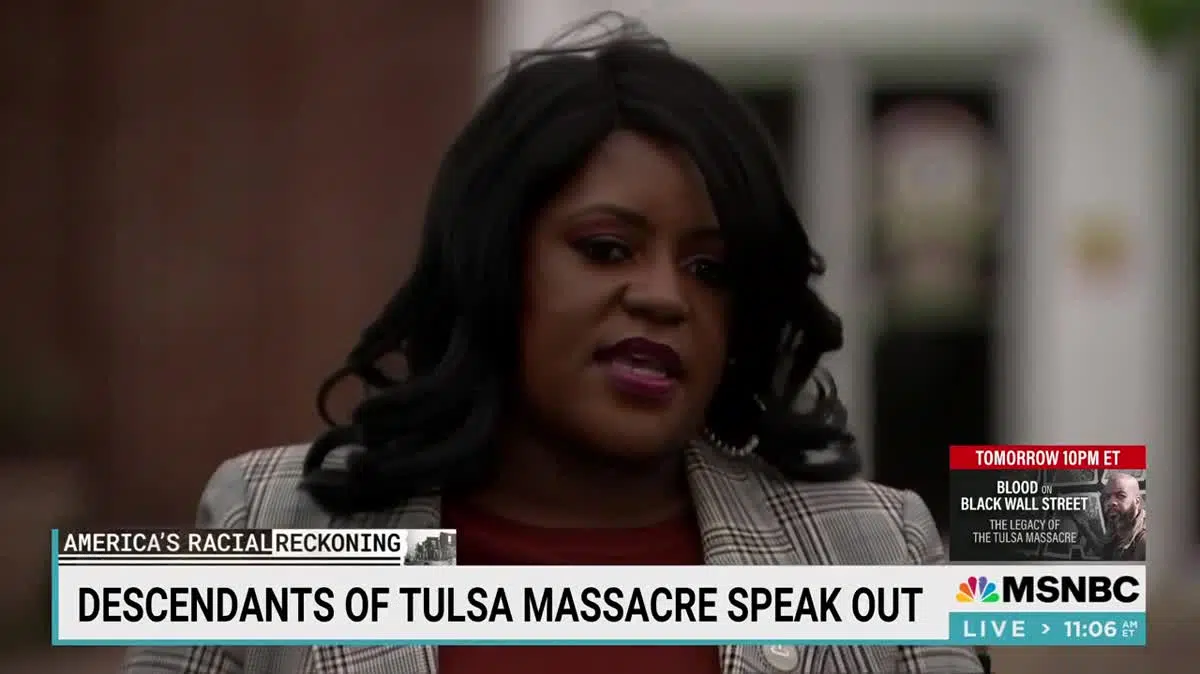 TOMORROW 10PM ET
BLOOD ON
BLACK WALL STREET
THE LEGACY OF
THE TULSA MASSACRE
AMERICA'S RACIAL RECKONING
DESCENDANTS OF TULSA MASSACRE SPEAK OUT
MSNBC
LIVE > 11:06 AM ET